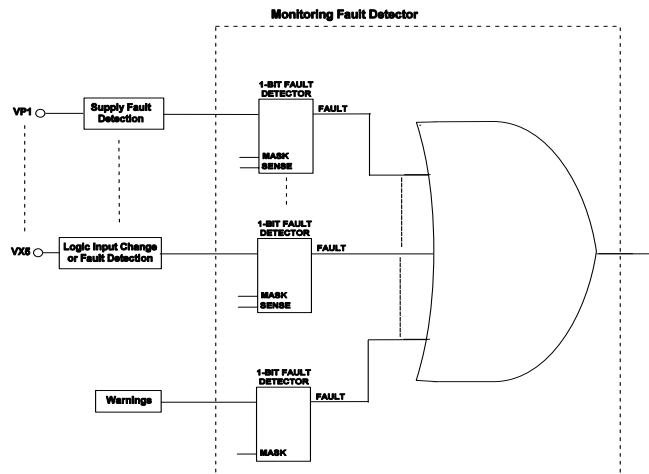 Monitoring Fault Detector
1-BIT FAULT
DETECTOR
VP1
Supply Fault
Detection
FAULT
MASK
SENSE
1-BIT FAULT
DETECTOR
VX5
Logic Input Change
or Fault Detection
FAULT
MASK
SENSE
1-BIT FAULT
DETECTOR
Warnings
FAULT
MASK